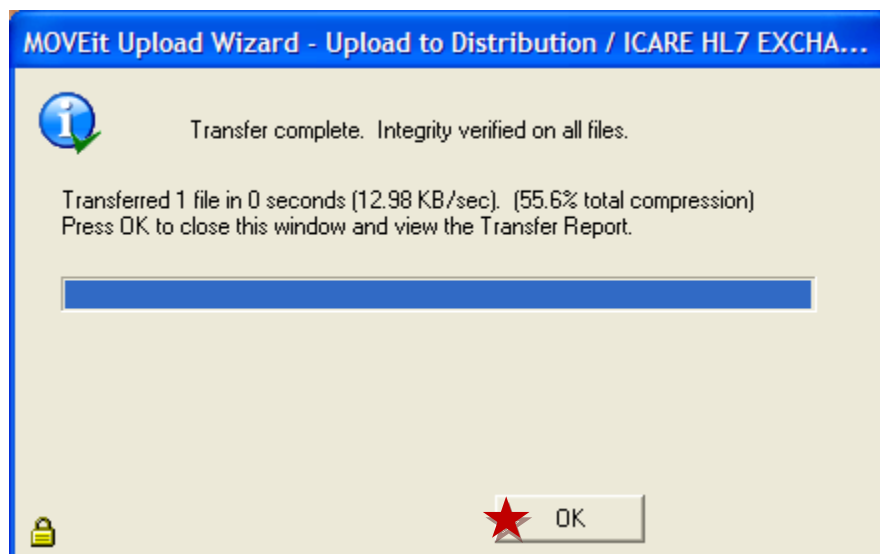 MOVEit Upload Wizard - Upload to Distribution / ICARE HL7 EXCHA...
Transfer complete.  Integrity verified on all files.
Transferred 1 file in 0 seconds (12.98 KB/sec).  (55.6% total compression)
Press OK to close this window and view the Transfer Report.
OK